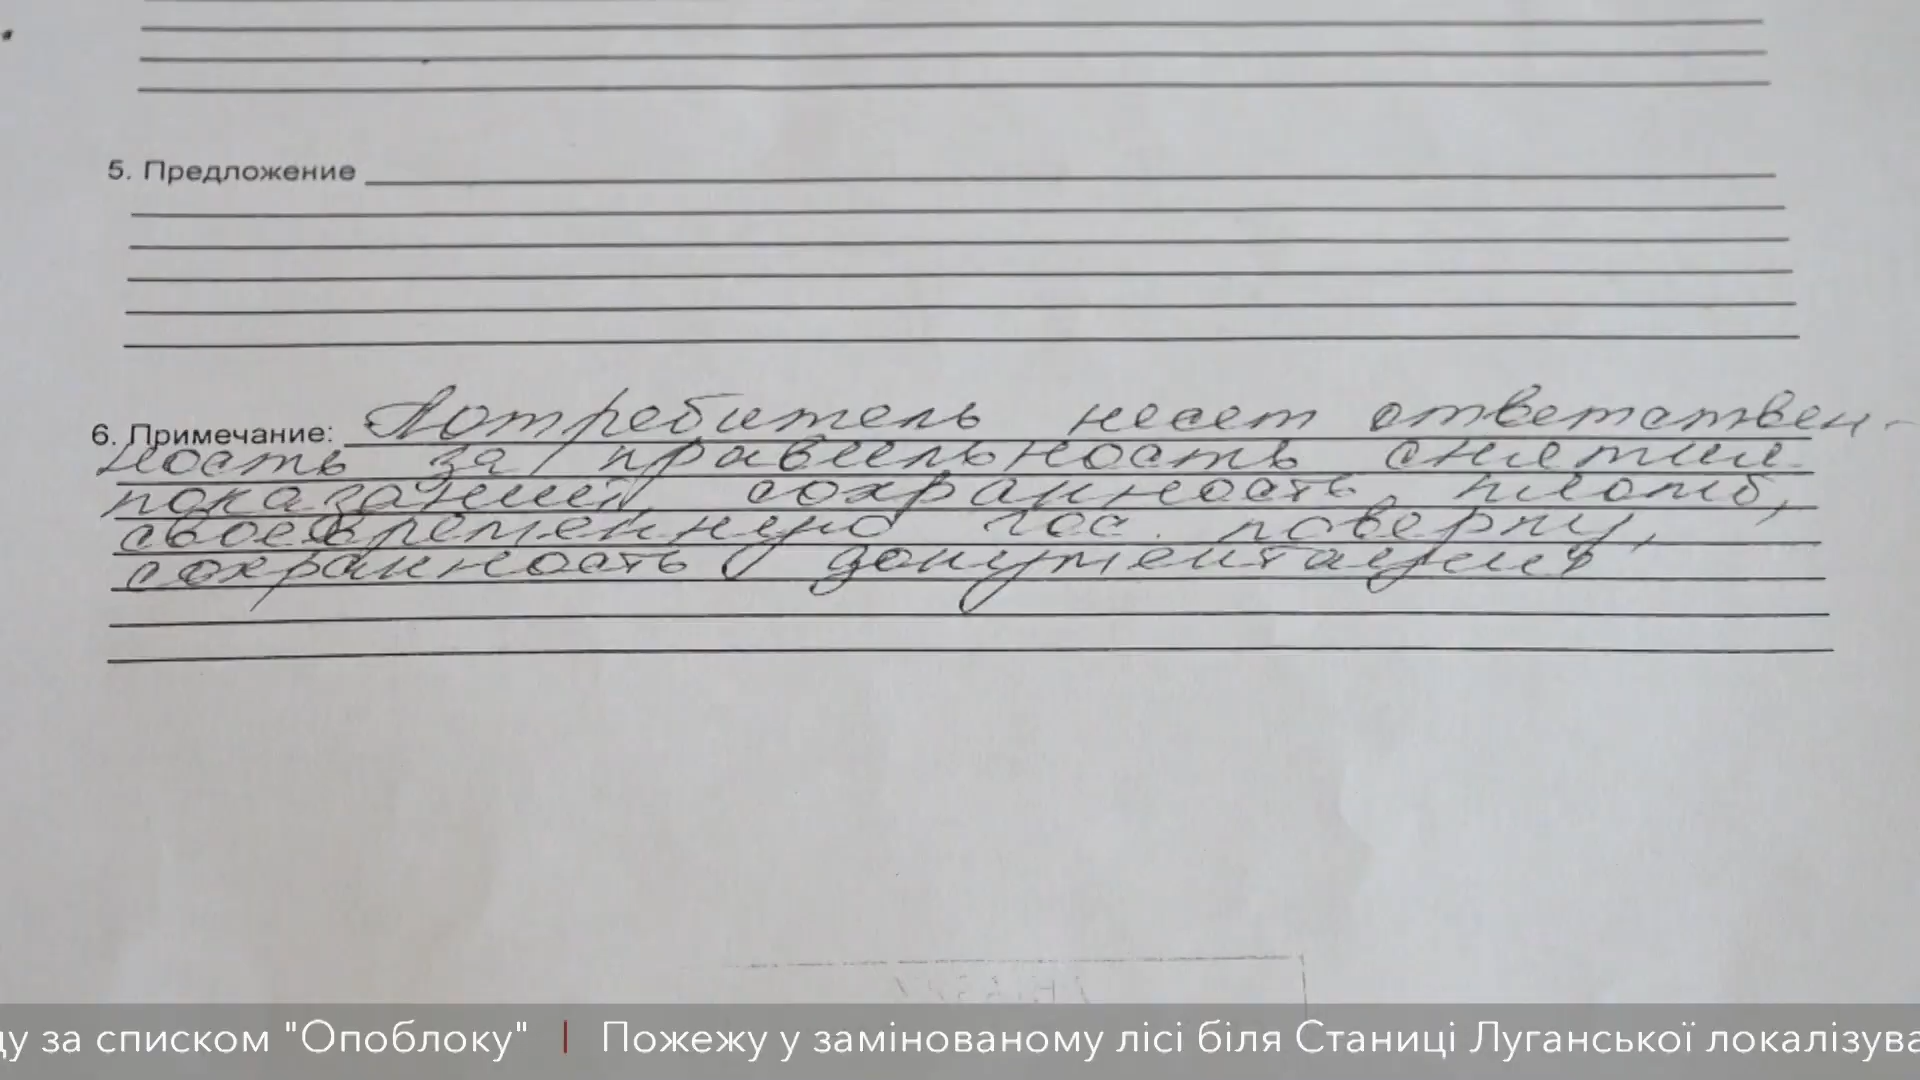 5. Предложение
6. Примечание: Потребитель несет ответствен-
ность за правильность снятия
показаний, сохранность пломб,
своевременную гос. поверку,
сохранность документации
ду за списком "Опоблоку" | Пожежу у замінованому лісі біля Станиці Луганської локалізува